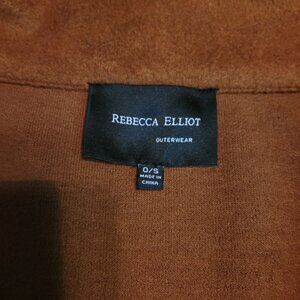 REBECCA ELLIOT
OUTERWEAR
O/S
MADE IN
CHINA